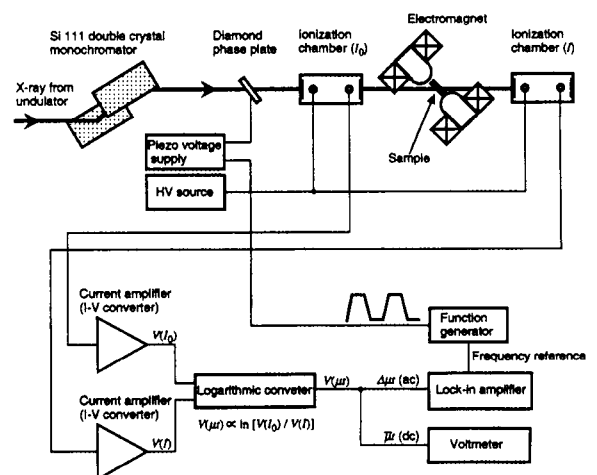 Si 111 double crystal
monochromator
X-ray from
undulator
Diamond
phase plate
Ionization
chamber (I₀)
Electromagnet
Ionization
chamber (I)
Piezo voltage
supply
HV source
Sample
Current amplifier
(I-V converter)
V(I₀)
Function
generator
Frequency reference
Logarithmic conveter
V(μt)
Δμt (ac)
Lock-in amplifier
Current amplifier
(I-V converter)
V(I)
V(μt) ∝ ln [V(I₀) / V(I)]
μ̅t (dc)
Voltmeter